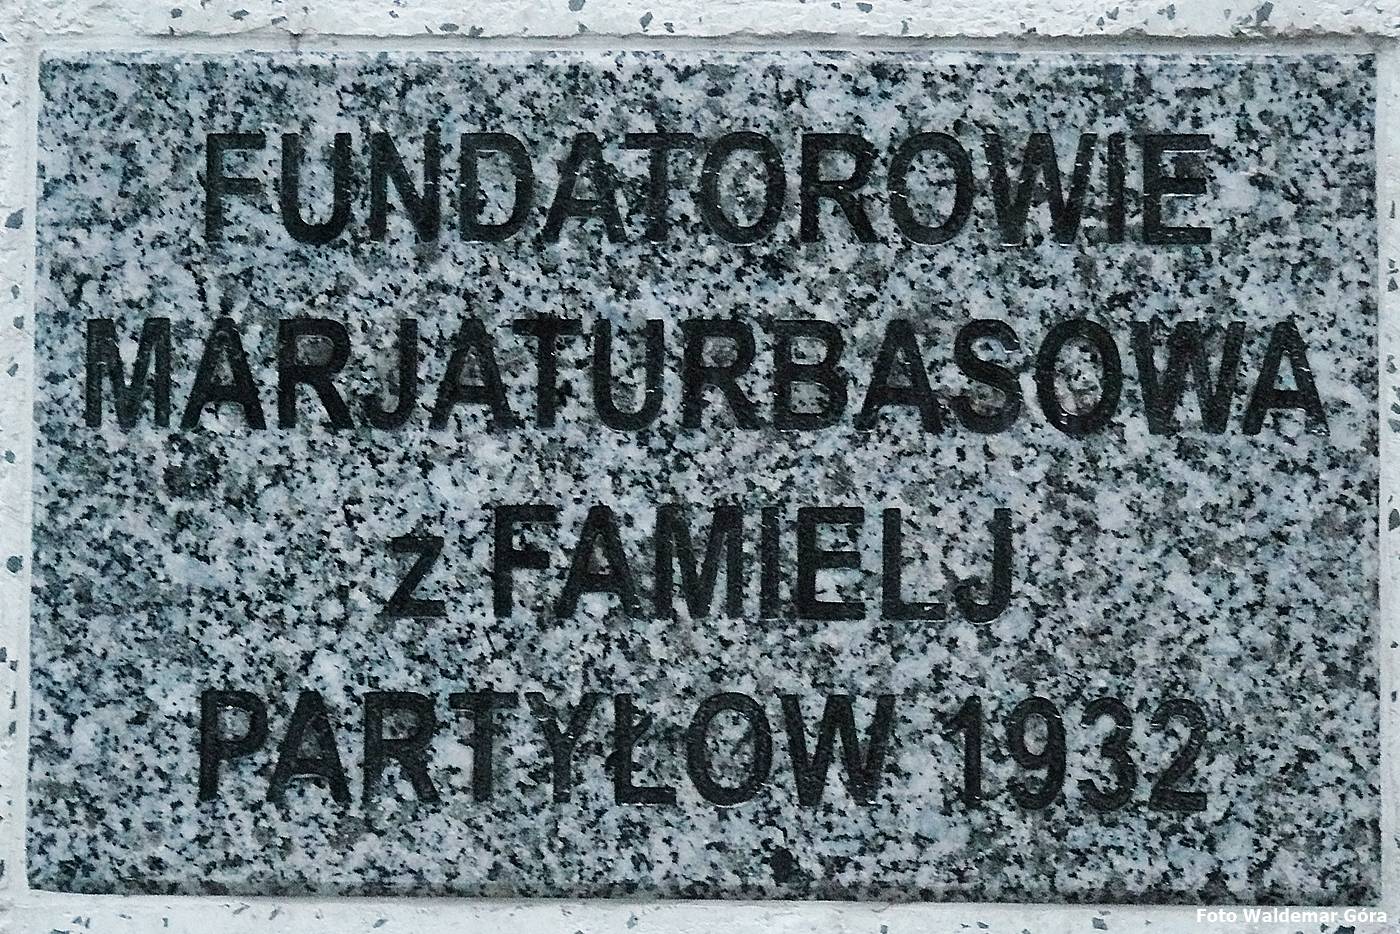 FUNDATOROWIE
MARJATURBASOWA
z FAMIELJ
PARTYŁOW 1932
Foto Waldemar Góra